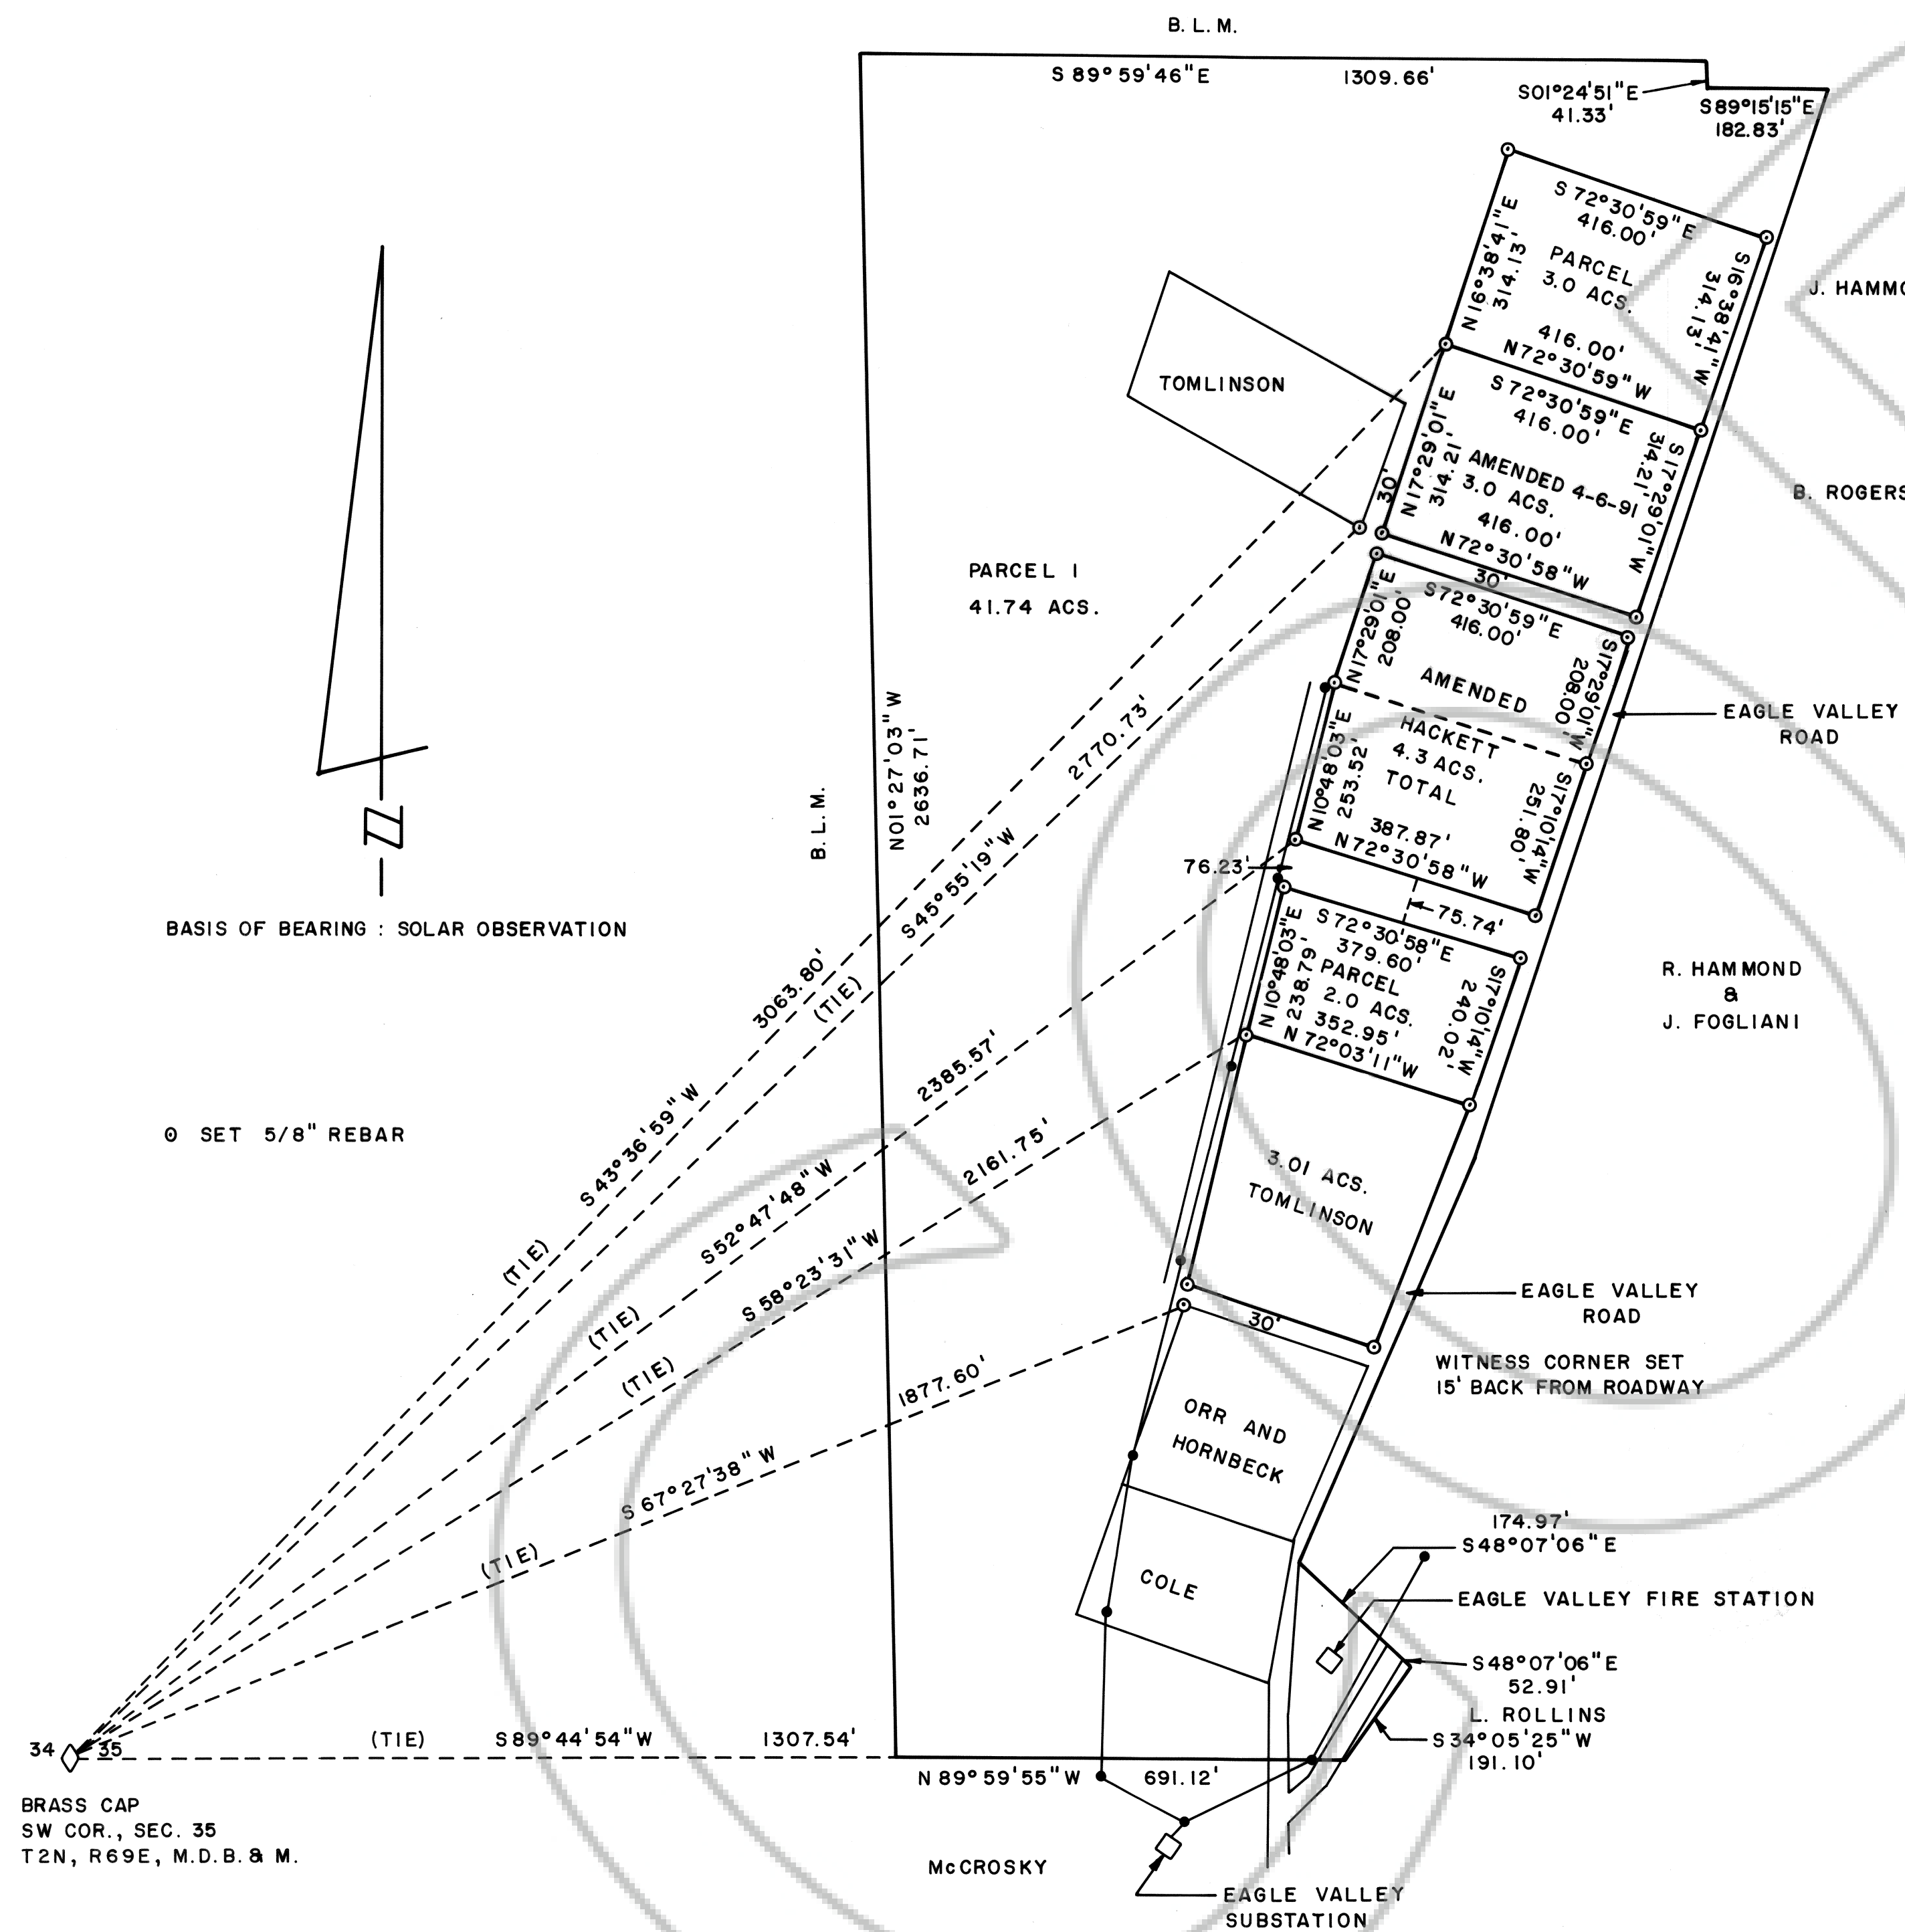 B. L. M.
S 89° 59' 46" E 1309.66'
S01°24'51"E
41.33'
S89°15'15"E
182.83'
S 72°30'59" E
416.00'
N16°38'41"E
314.13'
PARCEL
3.0 ACS.
S16°38'41"W
314.13'
416.00'
N72°30'59" W
J. HAMMO
TOMLINSON
S 72°30'59" E
416.00'
N17°29'01"E
314.21'
30'
AMENDED 4-6-91
3.0 ACS.
S17°29'01"W
314.21'
416.00'
N72°30'58"W
B. ROGERS
30'
PARCEL 1
41.74 ACS.
S72°30'59"E
416.00'
N17°29'01"E
208.00'
S17°29'01"W
208.00'
AMENDED
EAGLE VALLEY
ROAD
HACKETT
4.3 ACS.
TOTAL
N10°48'03"E
253.52'
S17°10'14"W
251.80'
387.87'
N72°30'58"W
B. L. M.
N01°27'03"W
2636.71'
2770.73'
S45°55'19"W
(TIE)
76.23'
75.74'
S72°30'58"E
379.60'
N10°48'03"E
238.79'
PARCEL
2.0 ACS.
S17°10'14"W
240.02'
352.95'
N 72°03'11"W
BASIS OF BEARING : SOLAR OBSERVATION
R. HAMMOND
&
J. FOGLIANI
3063.80'
S43°36'59" W
(TIE)
2385.57'
S52°47'48" W
(TIE)
2161.75'
S 58°23'31" W
(TIE)
SET 5/8" REBAR
3.01 ACS.
TOMLINSON
EAGLE VALLEY
ROAD
30'
WITNESS CORNER SET
15' BACK FROM ROADWAY
1877.60'
S 67°27'38" W
(TIE)
ORR AND
HORNBECK
COLE
174.97'
S48°07'06"E
EAGLE VALLEY FIRE STATION
S48°07'06"E
52.91'
L. ROLLINS
S34°05'25"W
191.10'
34 35
(TIE) S89°44'54"W 1307.54'
N 89°59'55"W 691.12'
BRASS CAP
SW COR., SEC. 35
T2N, R69E, M.D.B. & M.
McCROSKY
EAGLE VALLEY
SUBSTATION